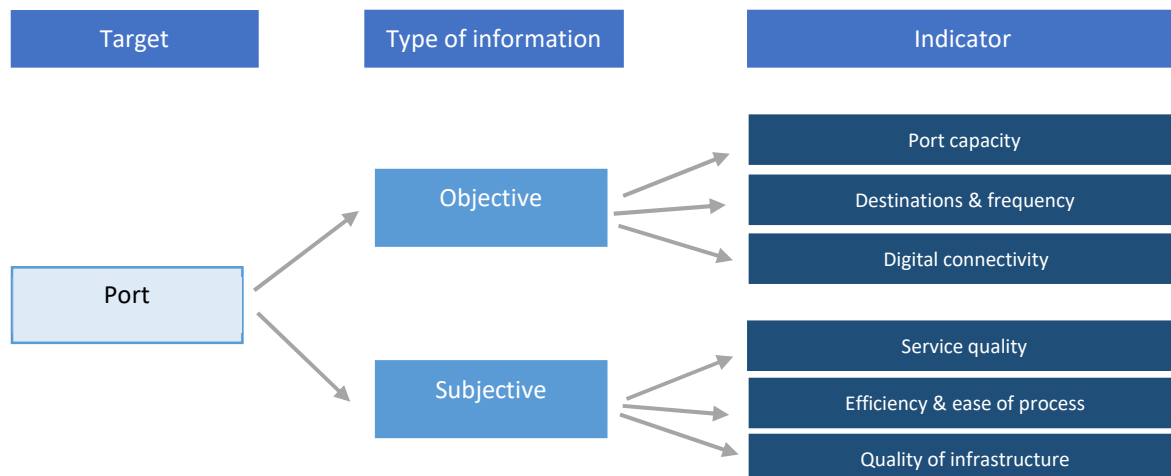 Target
Type of information
Indicator
Port capacity
Objective
Destinations & frequency
Digital connectivity
Port
Service quality
Subjective
Efficiency & ease of process
Quality of infrastructure